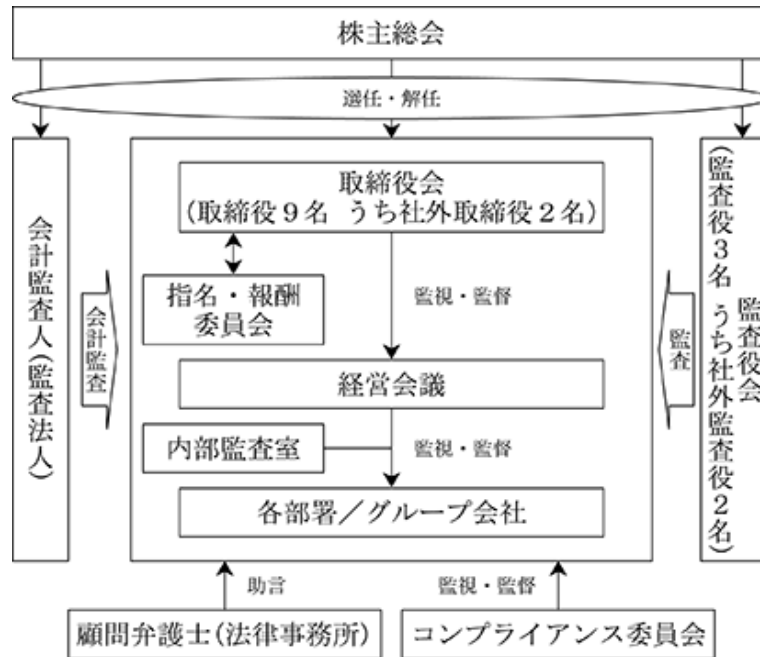 株主総会
選任・解任
会計監査人(監査法人)
会計監査
取締役会
(取締役9名 うち社外取締役2名)
指名・報酬
委員会
監視・監督
経営会議
内部監査室
監視・監督
各部署／グループ会社
監査
監査役会
(監査役3名 うち社外監査役2名)
助言
監視・監督
顧問弁護士(法律事務所)
コンプライアンス委員会